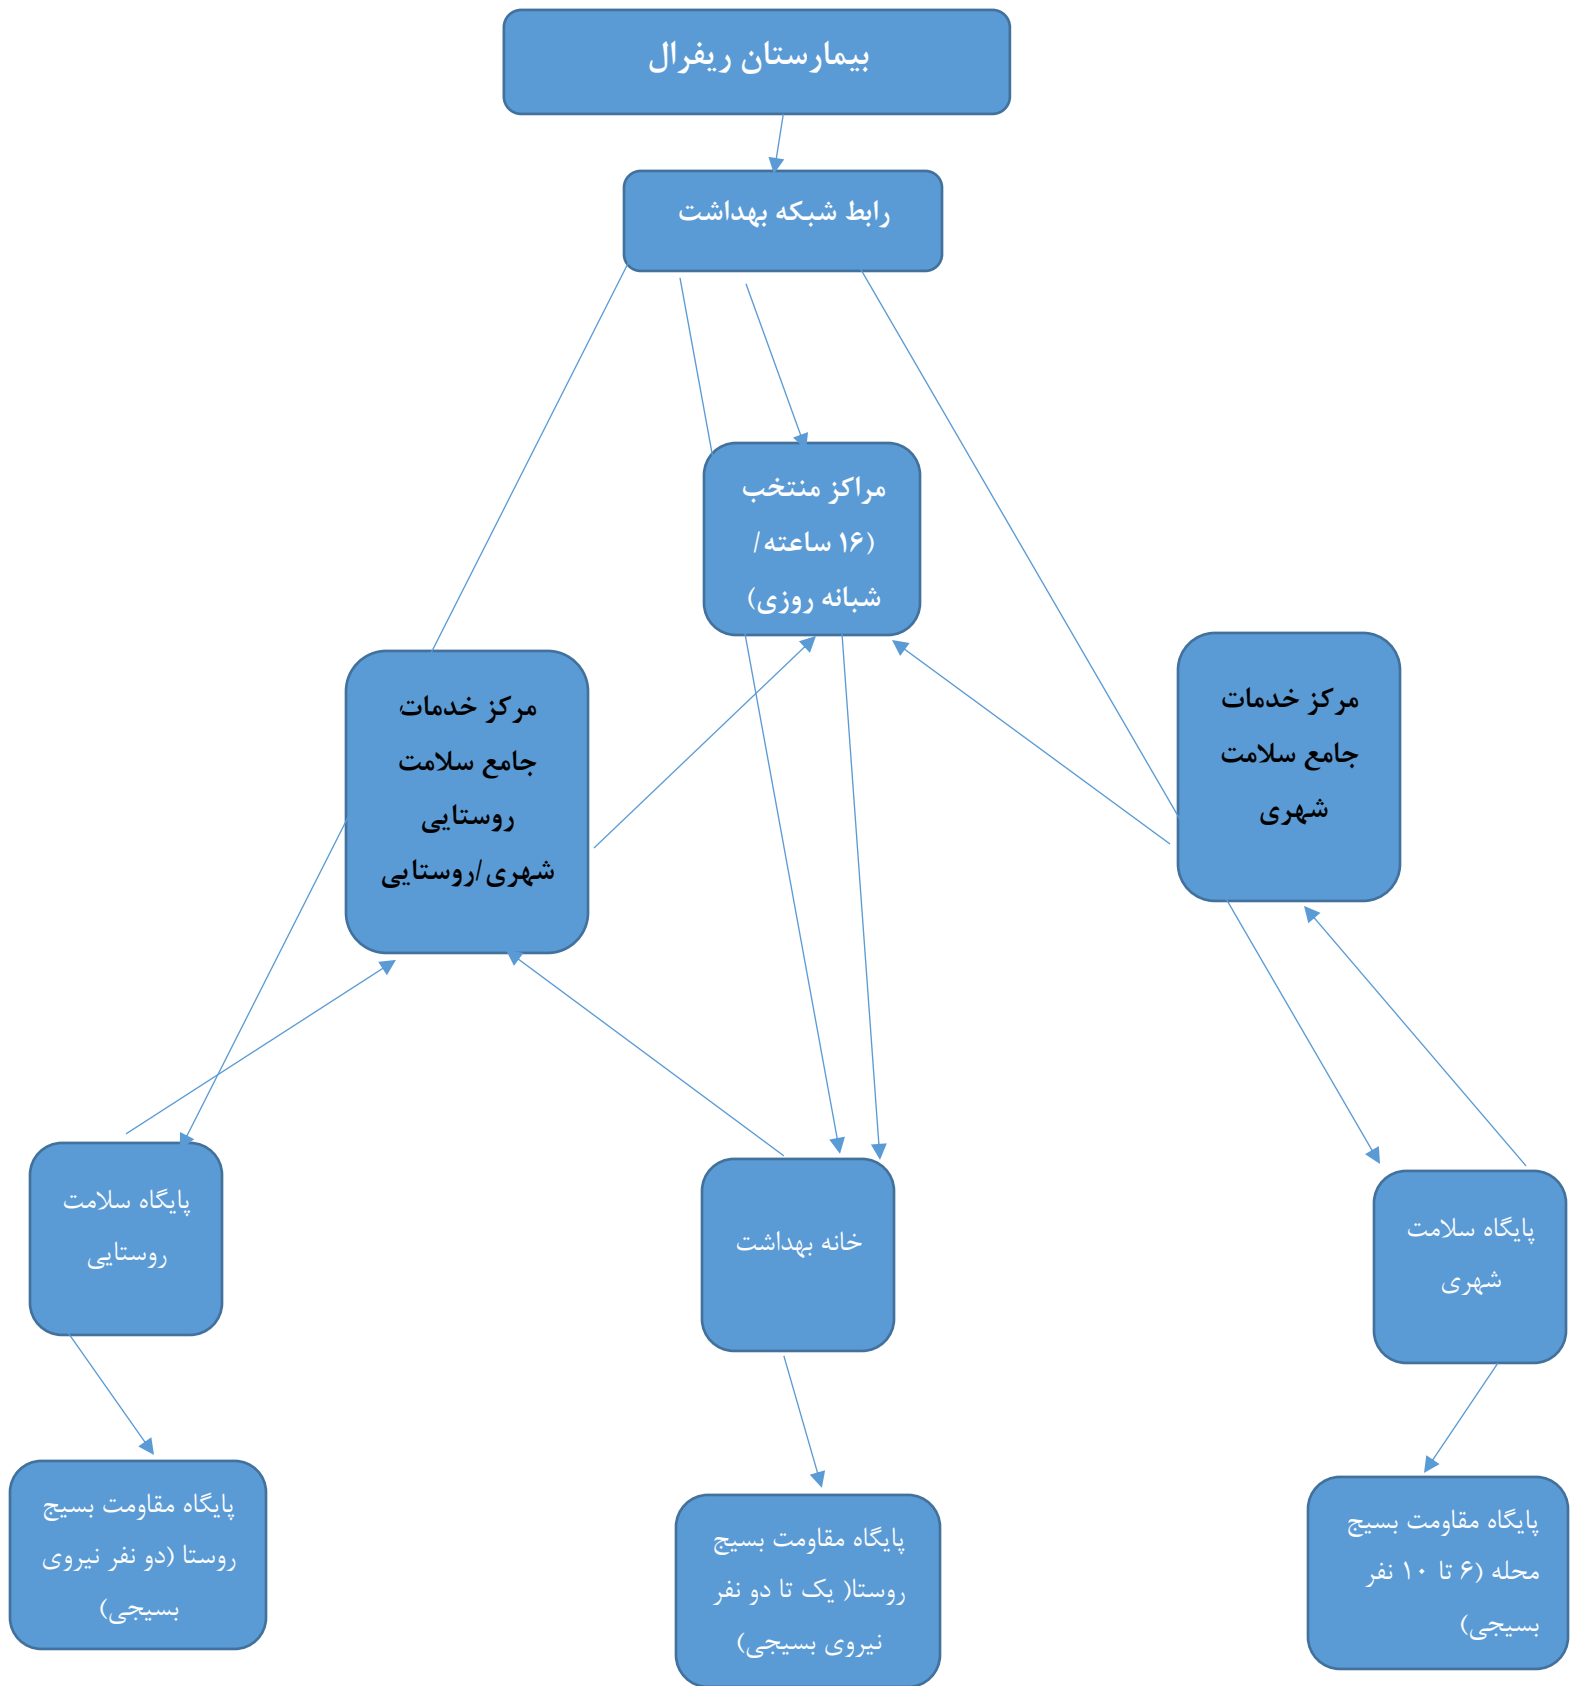 بیمارستان ریفرال
رابط شبکه بهداشت
مراکز منتخب
(۱۶ ساعته/
شبانه روزی)
مرکز خدمات
جامع سلامت
شهری
مرکز خدمات
جامع سلامت
روستایی
شهری/روستایی
پایگاه سلامت
شهری
خانه بهداشت
پایگاه سلامت
روستایی
پایگاه مقاومت بسیج
محله (۶ تا ۱۰ نفر
بسیجی)
پایگاه مقاومت بسیج
روستا( یک تا دو نفر
نیروی بسیجی)
پایگاه مقاومت بسیج
روستا (دو نفر نیروی
بسیجی)